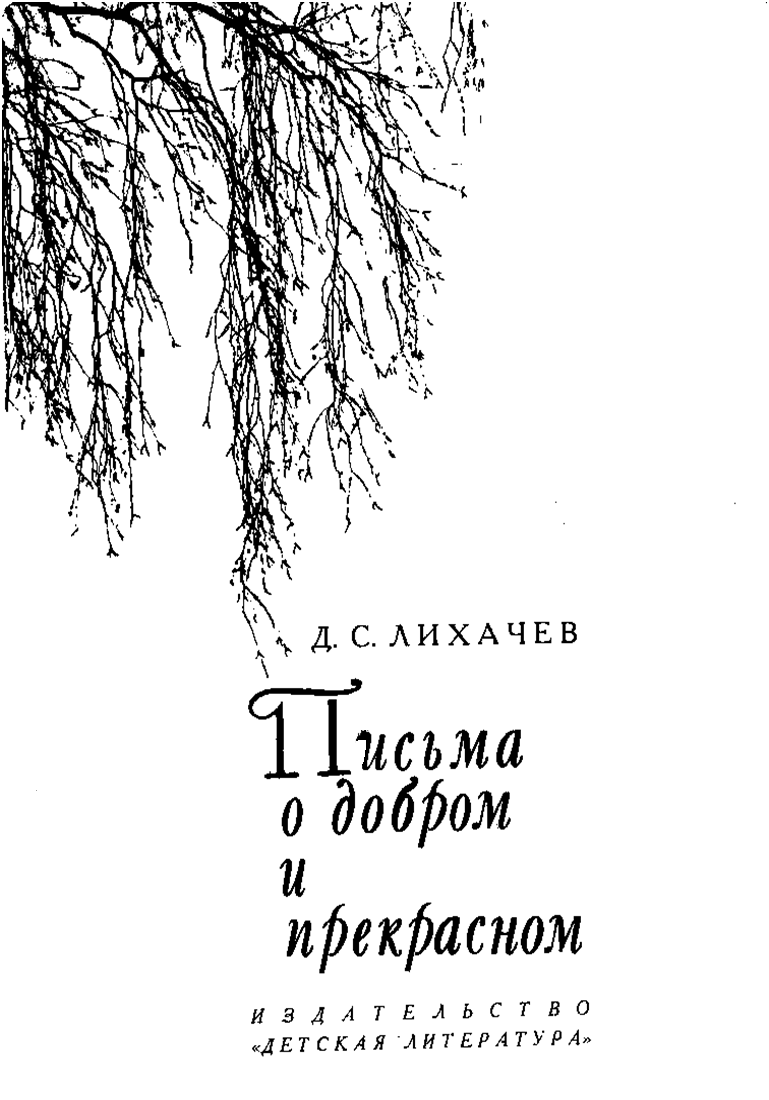 Д. С. ЛИХАЧЕВ
Письма
о добром
и
прекрасном
ИЗДАТЕЛЬСТВО
«ДЕТСКАЯ ЛИТЕРАТУРА»